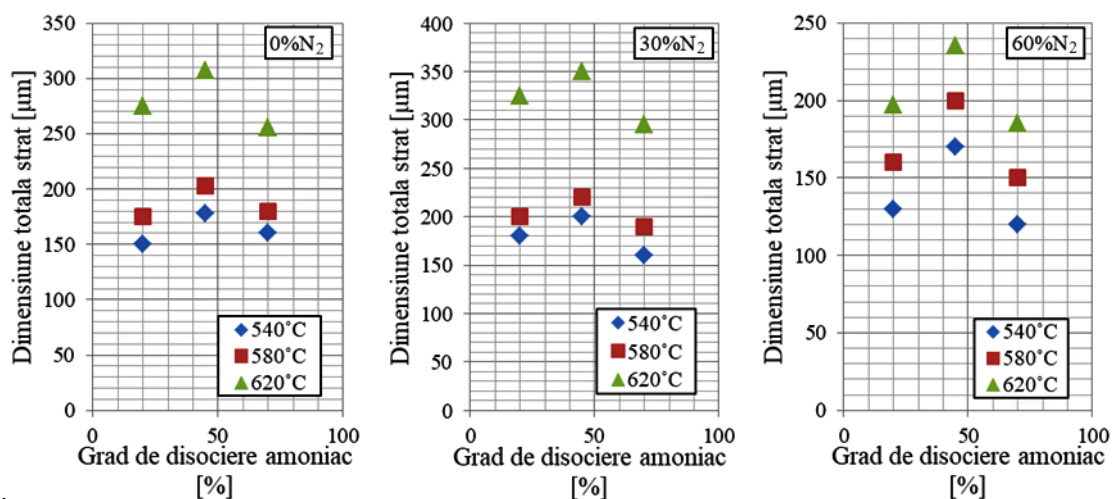 0%N₂
350
300
250
200
150
100
50
0
Dimensiune totala strat [µm]
540˚C
580˚C
620˚C
0 50 100
Grad de disociere amoniac
[%]
30%N₂
400
350
300
250
200
150
100
50
0
Dimensiune totala strat [µm]
540˚C
580˚C
620˚C
0 50 100
Grad de disociere amoniac
[%]
60%N₂
250
200
150
100
50
0
Dimensiune totala strat [µm]
540˚C
580˚C
620˚C
0 50 100
Grad de disociere amoniac
[%]